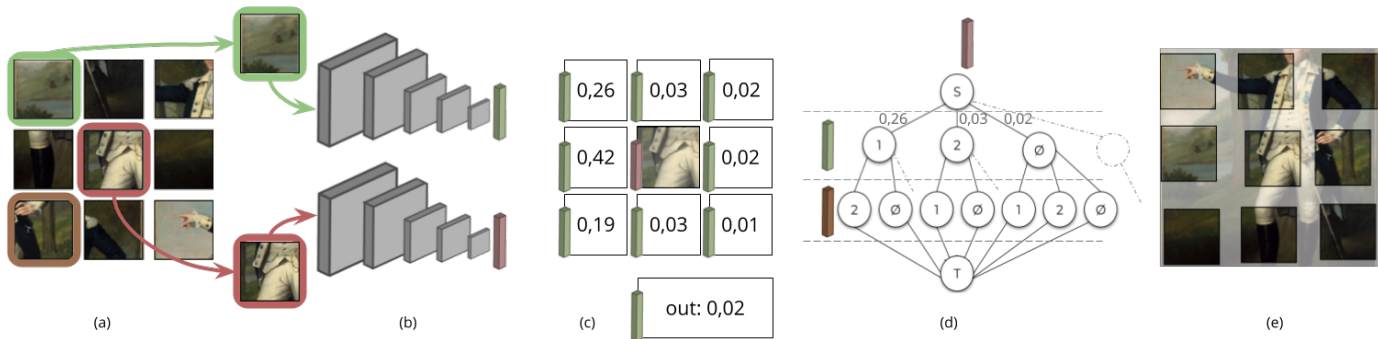 0,26 0,03 0,02
0,42 0,02
0,19 0,03 0,01
out: 0,02
S
0,26 0,03 0,02
1 2 Ø
2 Ø 1 Ø 1 2 Ø
T
(a) (b) (c) (d) (e)